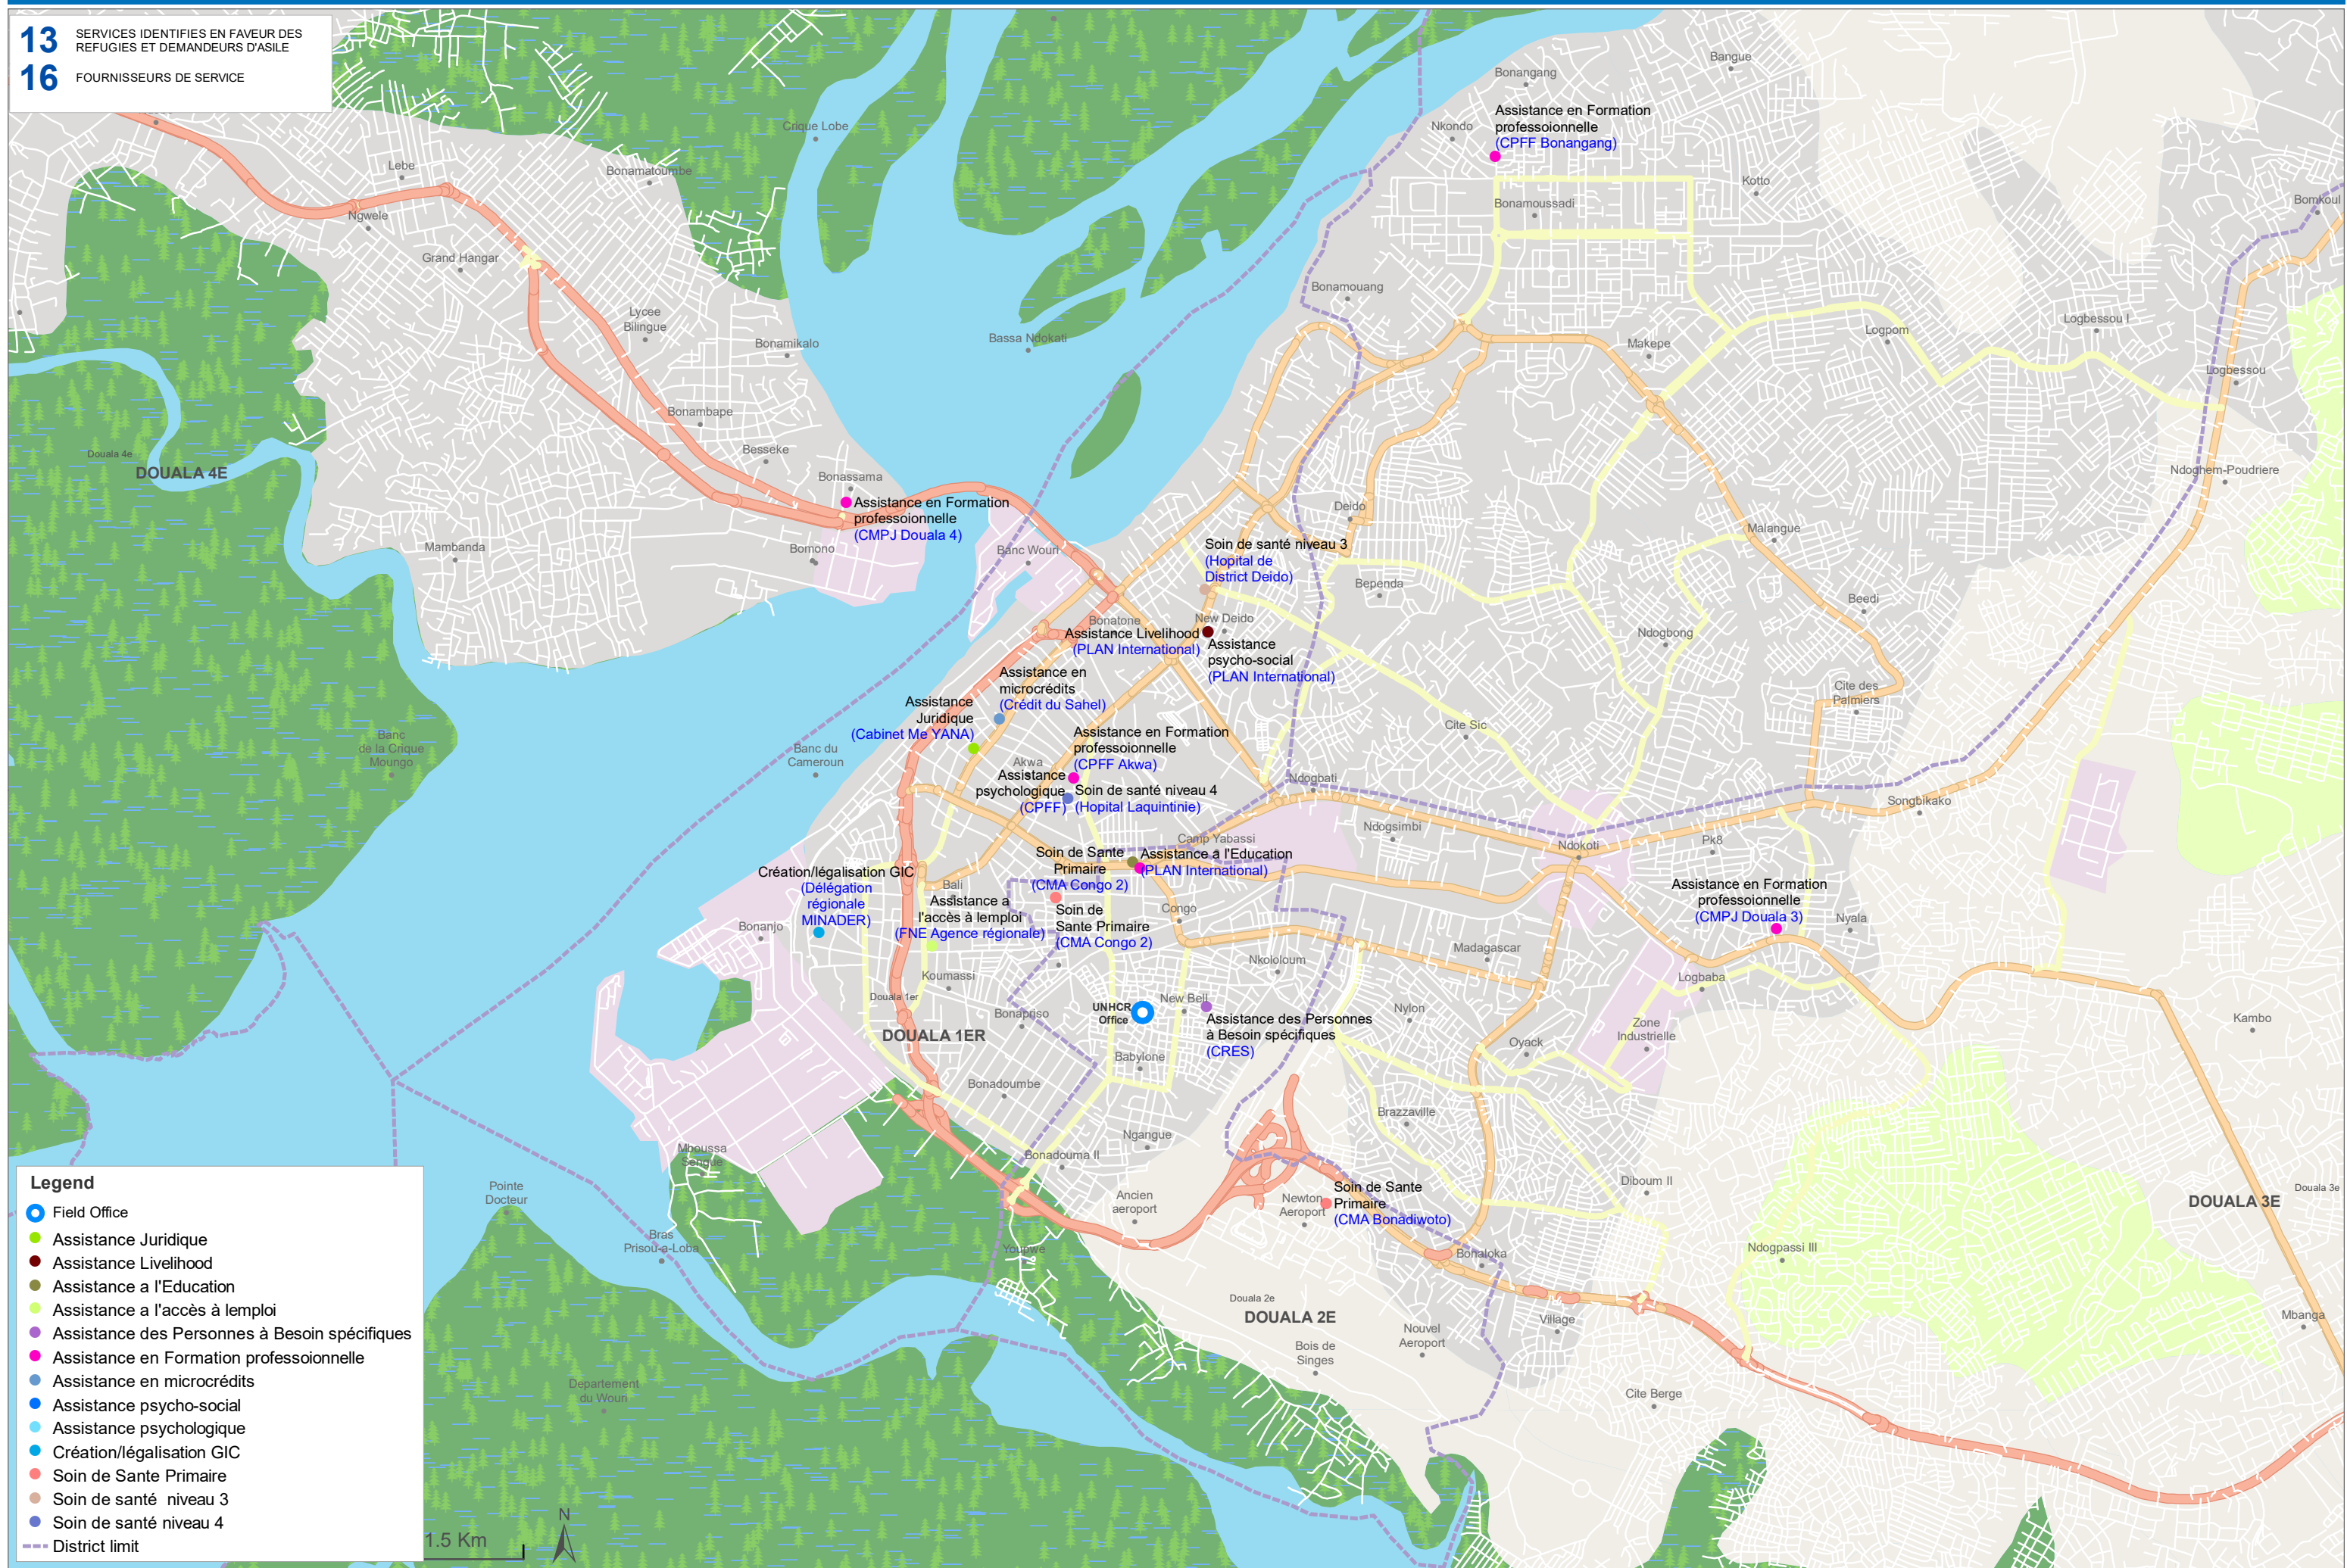 13 SERVICES IDENTIFIES EN FAVEUR DES
REFUGIES ET DEMANDEURS D'ASILE
16 FOURNISSEURS DE SERVICE
Bonangang
Bangue
Assistance en Formation
professoionnelle
(CPFF Bonangang)
Crique Lobe
Nkondo
Lebe
Bonamatoumbe
Kotto
Bomkoul
Bonamoussadi
Ngwele
Grand Hangar
Bonamouang
Lycee
Bilingue
Logbessou I
Logpom
Bassa Ndokati
Bonamikalo
Makepe
Logbessou
Bonambape
Besseke
Douala 4e
DOUALA 4E
Ndoghem-Poudriere
Bonassama
Assistance en Formation
professoionnelle
(CMPJ Douala 4)
Deido
Malangue
Mambanda
Bomono
Banc Wouri
Soin de santé niveau 3
(Hopital de
District Deido)
Bependa
Beedi
Bonatone
New Deido
Assistance Livelihood
(PLAN International)
Assistance
psycho-social
(PLAN International)
Ndogbong
Assistance en
microcrédits
(Crédit du Sahel)
Cite des
Palmiers
Assistance
Juridique
(Cabinet Me YANA)
Cite Sic
Banc
de la Crique
Moungo
Banc du
Cameroun
Assistance en Formation
professoionnelle
(CPFF Akwa)
Akwa
Assistance
psychologique
(CPFF)
Soin de santé niveau 4
(Hopital Laquintinie)
Ndogbati
Songbikako
Ndogsimbi
Camp Yabassi
Pk8
Ndokoti
Soin de Sante
Primaire
(CMA Congo 2)
Assistance a l'Education
(PLAN International)
Création/légalisation GIC
(Délégation
régionale
MINADER)
Bali
Assistance a
l'accès à lemploi
(FNE Agence régionale)
Soin de
Sante Primaire
(CMA Congo 2)
Congo
Assistance en Formation
professoionnelle
(CMPJ Douala 3)
Nyala
Bonanjo
Madagascar
Nkololoum
Koumassi
Logbaba
Douala 1er
DOUALA 1ER
Bonapriso
UNHCR
Office
New Bell
Assistance des Personnes
à Besoin spécifiques
(CRES)
Nylon
Zone
Industrielle
Oyack
Kambo
Babylone
Bonadoumbe
Brazzaville
Ngangue
Mboussa
Sengue
Bonadouma II
Diboum II
Pointe
Docteur
Ancien
aeroport
Newton
Aeroport
Soin de Sante
Primaire
(CMA Bonadiwoto)
Douala 3e
DOUALA 3E
Bras
Prisou-a-Loba
Youpwe
Bonaloka
Ndogpassi III
Douala 2e
DOUALA 2E
Village
Mbanga
Nouvel
Aeroport
Bois de
Singes
Departement
du Wouri
Cite Berge
Legend
Field Office
Assistance Juridique
Assistance Livelihood
Assistance a l'Education
Assistance a l'accès à lemploi
Assistance des Personnes à Besoin spécifiques
Assistance en Formation professoionnelle
Assistance en microcrédits
Assistance psycho-social
Assistance psychologique
Création/légalisation GIC
Soin de Sante Primaire
Soin de santé niveau 3
Soin de santé niveau 4
District limit
1.5 Km
N